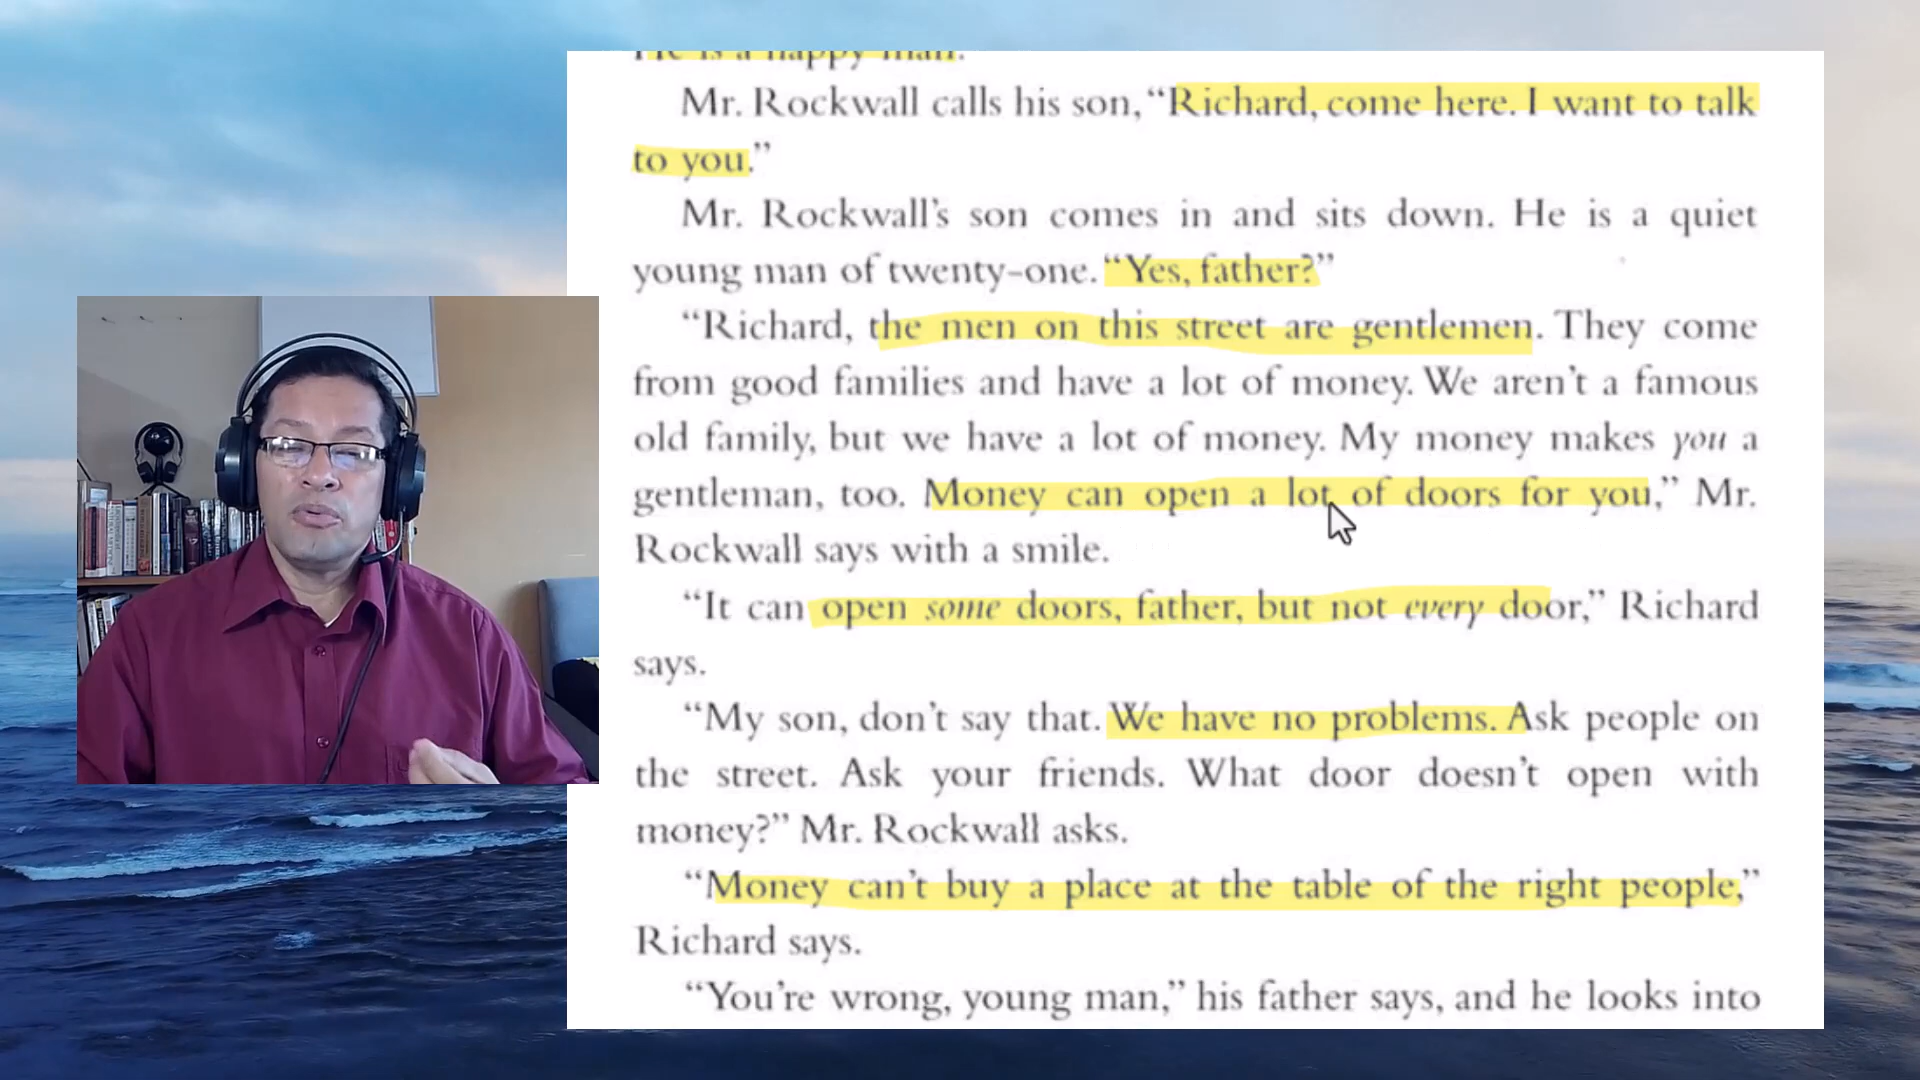 He is a happy man.
Mr. Rockwall calls his son, “Richard, come here. I want to talk
to you.”
Mr. Rockwall’s son comes in and sits down. He is a quiet
young man of twenty-one. “Yes, father?”
“Richard, the men on this street are gentlemen. They come
from good families and have a lot of money. We aren’t a famous
old family, but we have a lot of money. My money makes you a
gentleman, too. Money can open a lot of doors for you,” Mr.
Rockwall says with a smile.
“It can open some doors, father, but not every door,” Richard
says.
“My son, don’t say that. We have no problems. Ask people on
the street. Ask your friends. What door doesn’t open with
money?” Mr. Rockwall asks.
“Money can’t buy a place at the table of the right people,”
Richard says.
“You’re wrong, young man,” his father says, and he looks into